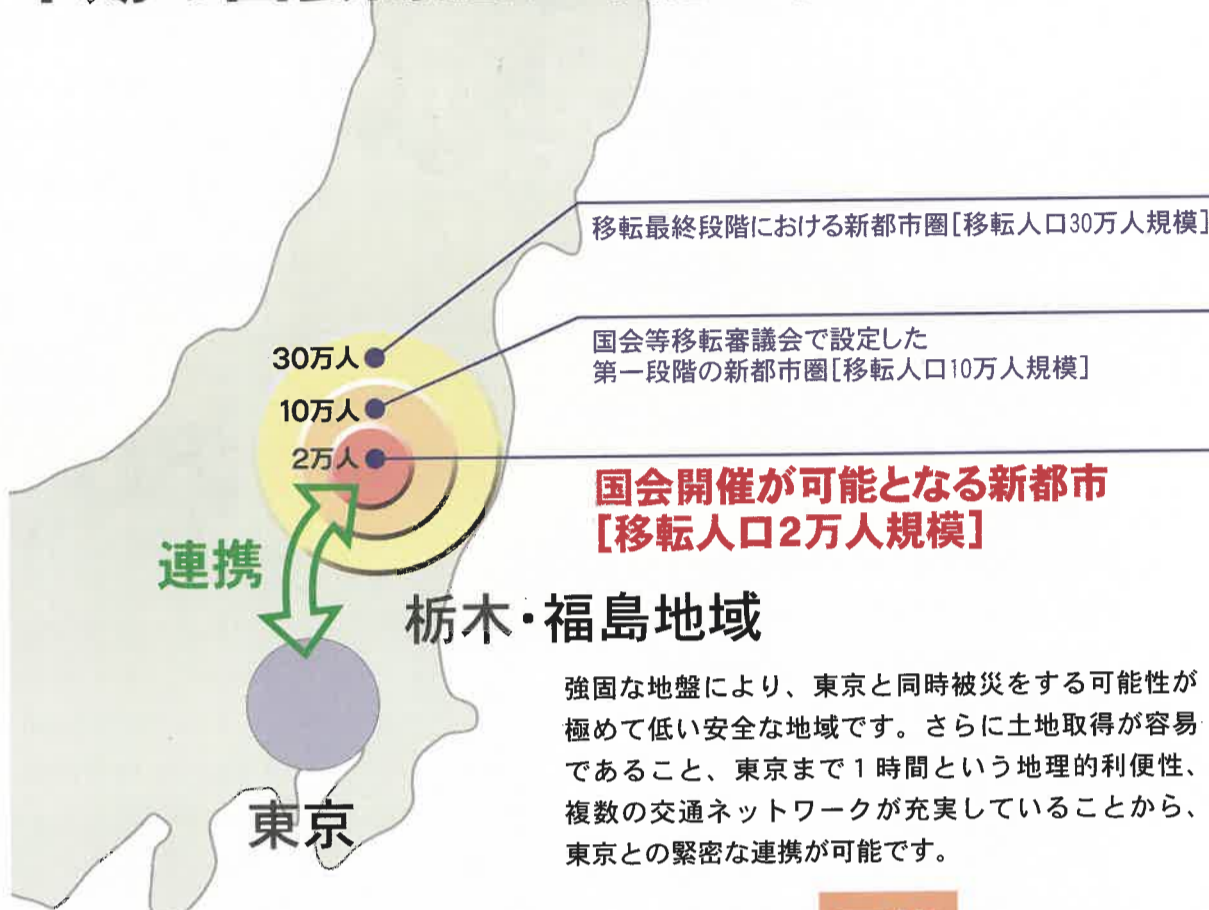 移転最終段階における新都市圏[移転人口30万人規模]
国会等移転審議会で設定した
第一段階の新都市圏[移転人口10万人規模]
30万人
10万人
2万人
国会開催が可能となる新都市
[移転人口2万人規模]
連携
栃木・福島地域
強固な地盤により、東京と同時被災をする可能性が
極めて低い安全な地域です。さらに土地取得が容易
であること、東京まで1時間という地理的利便性、
複数の交通ネットワークが充実していることから、
東京との緊密な連携が可能です。
東京